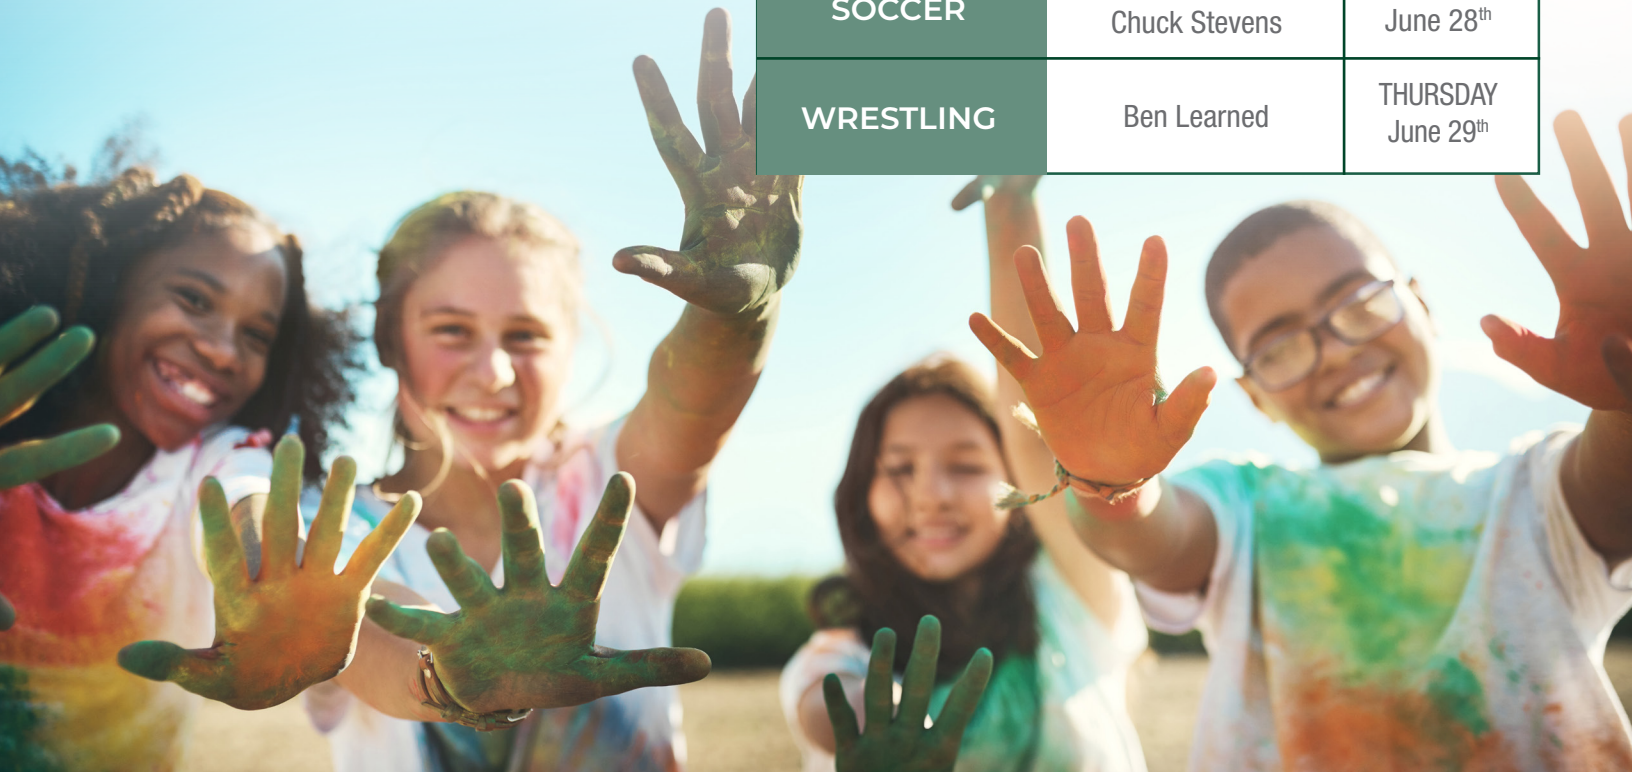 SOCCER
Chuck Stevens
June 28th
WRESTLING
Ben Learned
THURSDAY
June 29th